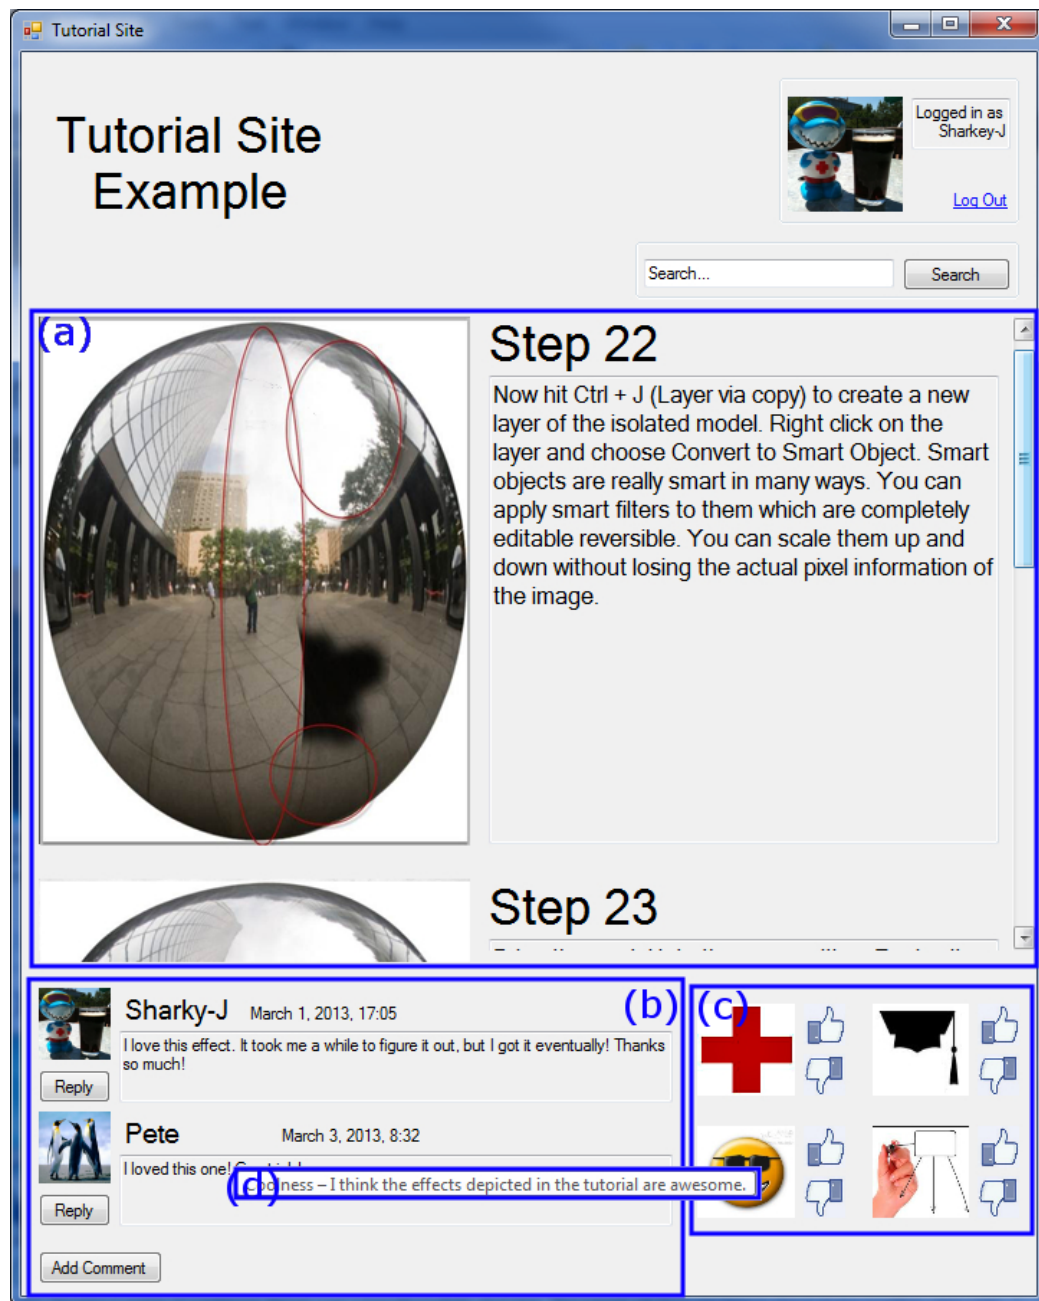 Tutorial Site
Tutorial Site
Example
Logged in as
Sharkey-J
Log Out
Search...
Search
(a)
Step 22
Now hit Ctrl + J (Layer via copy) to create a new
layer of the isolated model. Right click on the
layer and choose Convert to Smart Object. Smart
objects are really smart in many ways. You can
apply smart filters to them which are completely
editable reversible. You can scale them up and
down without losing the actual pixel information of
the image.
Step 23
(b)
Sharky-J March 1, 2013, 17:05
I love this effect. It took me a while to figure it out, but I got it eventually! Thanks
so much!
Reply
Pete March 3, 2013, 8:32
I loved this one!
(d) Coolness – I think the effects depicted in the tutorial are awesome.
Reply
Add Comment
(c)